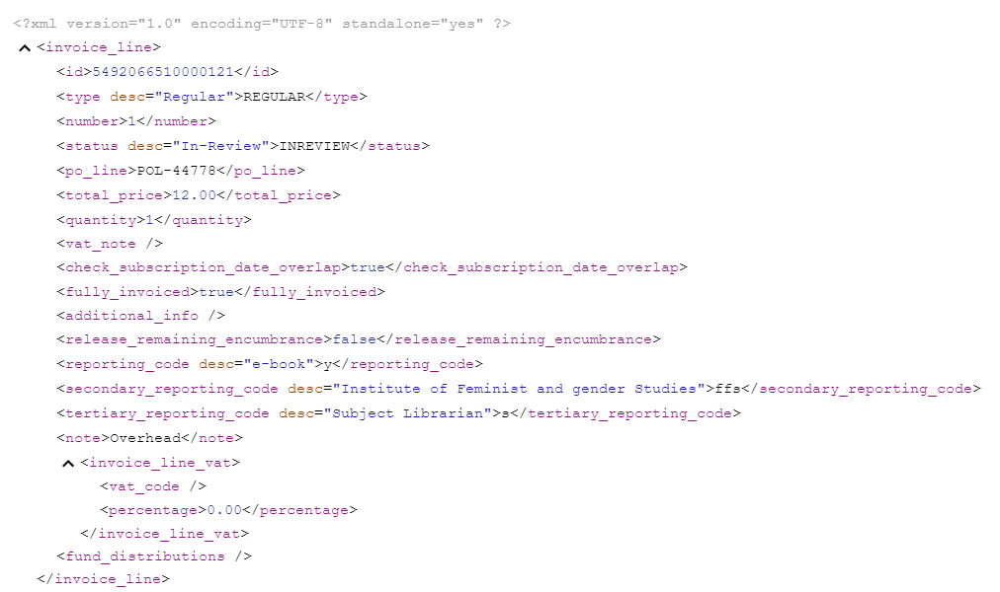 <?xml version="1.0" encoding="UTF-8" standalone="yes" ?>
<invoice_line>
<id>5492066510000121</id>
<type desc="Regular">REGULAR</type>
<number>1</number>
<status desc="In-Review">INREVIEW</status>
<po_line>POL-44778</po_line>
<total_price>12.00</total_price>
<quantity>1</quantity>
<vat_note />
<check_subscription_date_overlap>true</check_subscription_date_overlap>
<fully_invoiced>true</fully_invoiced>
<additional_info />
<release_remaining_encumbrance>false</release_remaining_encumbrance>
<reporting_code desc="e-book">y</reporting_code>
<secondary_reporting_code desc="Institute of Feminist and gender Studies">ffs</secondary_reporting_code>
<tertiary_reporting_code desc="Subject Librarian">s</tertiary_reporting_code>
<note>Overhead</note>
<invoice_line_vat>
<vat_code />
<percentage>0.00</percentage>
</invoice_line_vat>
<fund_distributions />
</invoice_line>